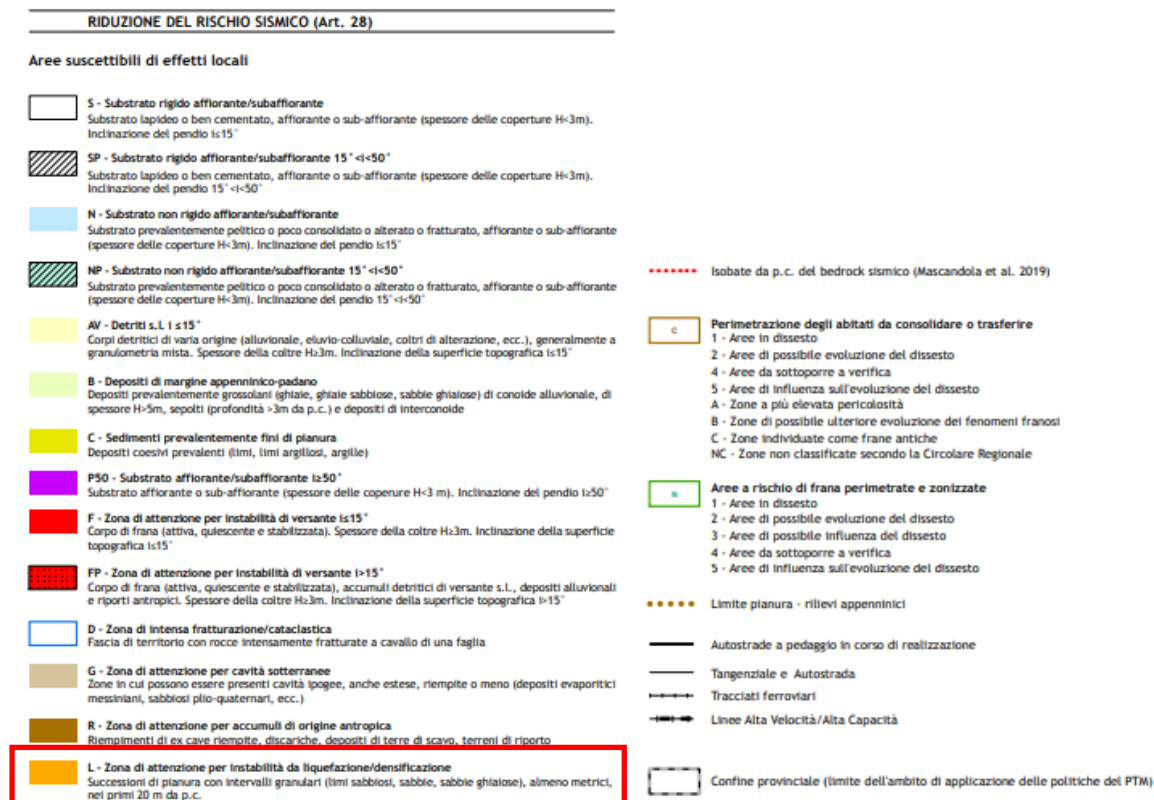 RIDUZIONE DEL RISCHIO SISMICO (Art. 28)
Aree suscettibili di effetti locali
S - Substrato rigido affiorante/subaffiorante
Substrato lapideo o ben cementato, affiorante o sub-affiorante (spessore delle coperture H<3m).
Inclinazione del pendio i≤15°
SP - Substrato rigido affiorante/subaffiorante 15°<i<50°
Substrato lapideo o ben cementato, affiorante o sub-affiorante (spessore delle coperture H<3m).
Inclinazione del pendio 15°<i<50°
N - Substrato non rigido affiorante/subaffiorante
Substrato prevalentemente pelitico o poco consolidato o alterato o fratturato, affiorante o sub-affiorante
(spessore delle coperture H<3m). Inclinazione del pendio i≤15°
NP - Substrato non rigido affiorante/subaffiorante 15°<i<50°
Substrato prevalentemente pelitico o poco consolidato o alterato o fratturato, affiorante o sub-affiorante
(spessore delle coperture H<3m). Inclinazione del pendio 15°<i<50°
AV - Detriti s.l. i ≤15°
Corpi detritici di varia origine (alluvionale, eluvio-colluviale, coltri di alterazione, ecc.), generalmente a
granulometria mista. Spessore della coltre H≥3m. Inclinazione della superficie topografica i≤15°
B - Depositi di margine appenninico-padano
Depositi prevalentemente grossolani (ghiaie, ghiaie sabbiose, sabbie ghiaiose) di conoide alluvionale, di
spessore H>5m, sepolti (profondità >3m da p.c.) e depositi di interconoide
C - Sedimenti prevalentemente fini di pianura
Depositi coesivi prevalenti (limi, limi argillosi, argille)
P50 - Substrato affiorante/subaffiorante i≥50°
Substrato affiorante o sub-affiorante (spessore delle coperure H<3 m). Inclinazione del pendio i≥50°
F - Zona di attenzione per instabilità di versante i≤15°
Corpo di frana (attiva, quiescente e stabilizzata). Spessore della coltre H≥3m. Inclinazione della superficie
topografica i≤15°
FP - Zona di attenzione per instabilità di versante i>15°
Corpo di frana (attiva, quiescente e stabilizzata), accumuli detritici di versante s.l., depositi alluvionali
e riporti antropici. Spessore della coltre H≥3m. Inclinazione della superficie topografica i>15°
D - Zona di intensa fratturazione/cataclastica
Fascia di territorio con rocce intensamente fratturate a cavallo di una faglia
G - Zona di attenzione per cavità sotterranee
Zone in cui possono essere presenti cavità ipogee, anche estese, riempite o meno (depositi evaporitici
messiniani, sabbiosi plio-quaternari, ecc.)
R - Zona di attenzione per accumuli di origine antropica
Riempimenti di ex cave riempite, discariche, depositi di terre di scavo, terreni di riporto
L - Zona di attenzione per instabilità da liquefazione/densificazione
Successioni di pianura con intervalli granulari (limi sabbiosi, sabbie, sabbie ghiaiose), almeno metrici,
nei primi 20 m da p.c.
Isobate da p.c. del bedrock sismico (Mascandola et al. 2019)
C
Perimetrazione degli abitati da consolidare o trasferire
1 - Aree in dissesto
2 - Aree di possibile evoluzione del dissesto
4 - Aree da sottoporre a verifica
5 - Aree di influenza sull'evoluzione del dissesto
A - Zone a più elevata pericolosità
B - Zone di possibile ulteriore evoluzione dei fenomeni franosi
C - Zone individuate come frane antiche
NC - Zone non classificate secondo la Circolare Regionale
N
Aree a rischio di frana perimetrate e zonizzate
1 - Aree in dissesto
2 - Aree di possibile evoluzione del dissesto
3 - Aree di possibile influenza del dissesto
4 - Aree da sottoporre a verifica
5 - Aree di influenza sull'evoluzione del dissesto
Limite pianura - rilievi appenninici
Autostrade a pedaggio in corso di realizzazione
Tangenziale e Autostrada
Tracciati ferroviari
Linee Alta Velocità/Alta Capacità
Confine provinciale (limite dell'ambito di applicazione delle politiche del PTM)